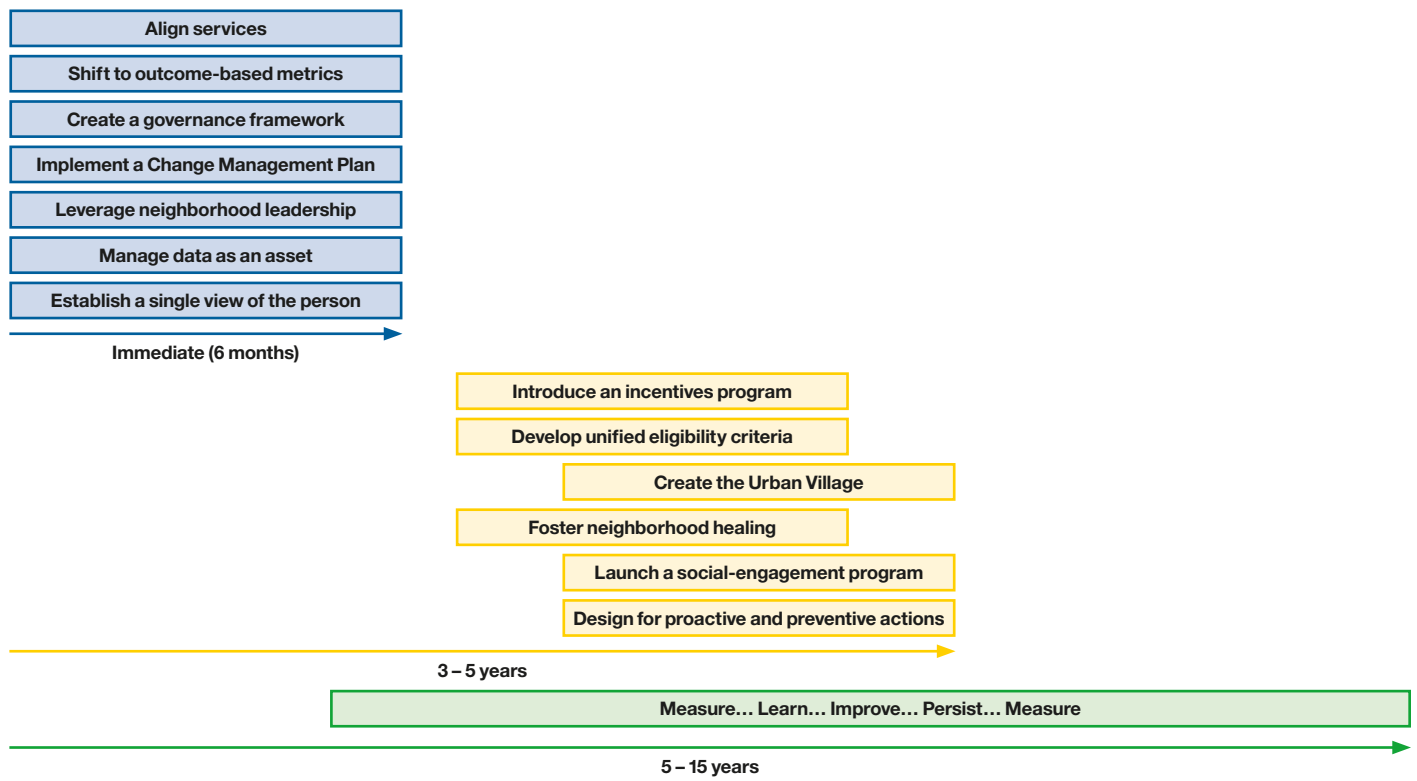 Align services
Shift to outcome-based metrics
Create a governance framework
Implement a Change Management Plan
Leverage neighborhood leadership
Manage data as an asset
Establish a single view of the person
Immediate (6 months)
Introduce an incentives program
Develop unified eligibility criteria
Create the Urban Village
Foster neighborhood healing
Launch a social-engagement program
Design for proactive and preventive actions
3 – 5 years
Measure… Learn… Improve… Persist… Measure
5 – 15 years